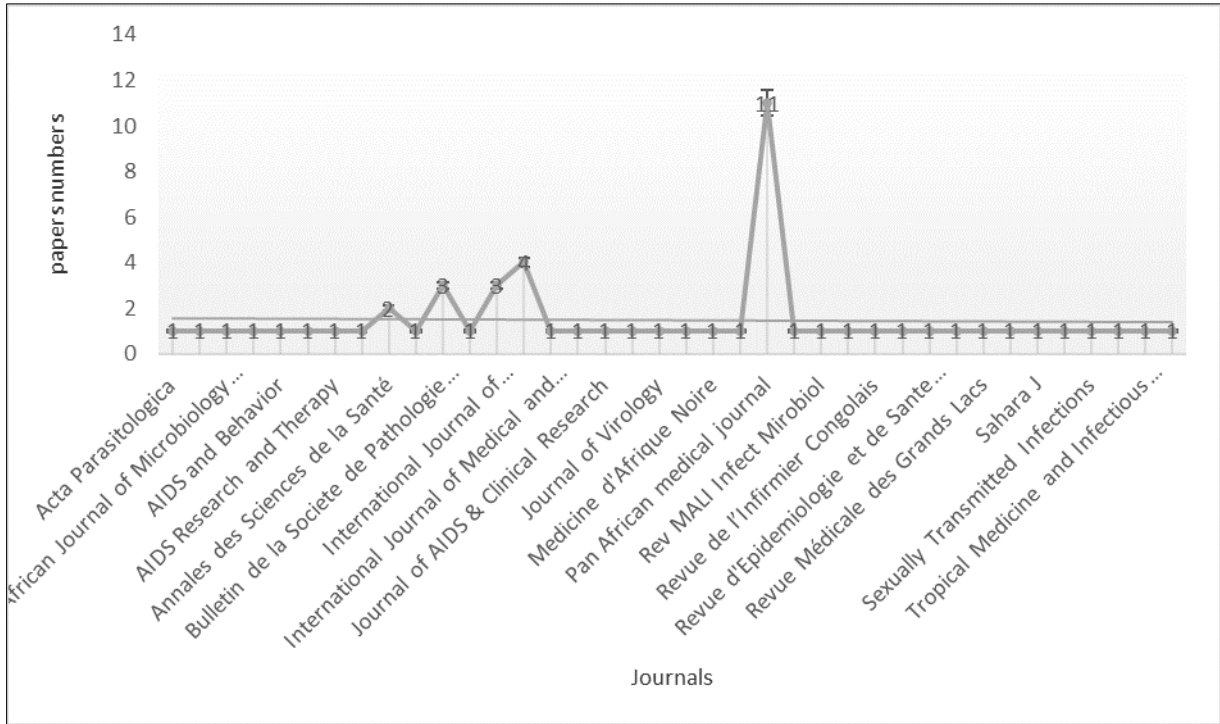 14
12
10
8
6
4
2
0
papersnumbers
1 1 1 1 1 1 1 1 2 1 3 1 3 4 1 1 1 1 1 1 1 1 11 1 1 1 1 1 1 1 1 1 1 1 1 1 1 1
Acta Parasitologica
African Journal of Microbiology…
AIDS and Behavior
AIDS Research and Therapy
Annales des Sciences de la Santé
Bulletin de la Societe de Pathologie…
International Journal of…
International Journal of Medical and…
Journal of AIDS & Clinical Research
Journal of Virology
Medicine d'Afrique Noire
Pan African medical journal
Rev MALI Infect Mirobiol
Revue de l'Infirmier Congolais
Revue d'Epidemiologie et de Sante…
Revue Médicale des Grands Lacs
Sahara J
Sexually Transmitted Infections
Tropical Medicine and Infectious…
Journals